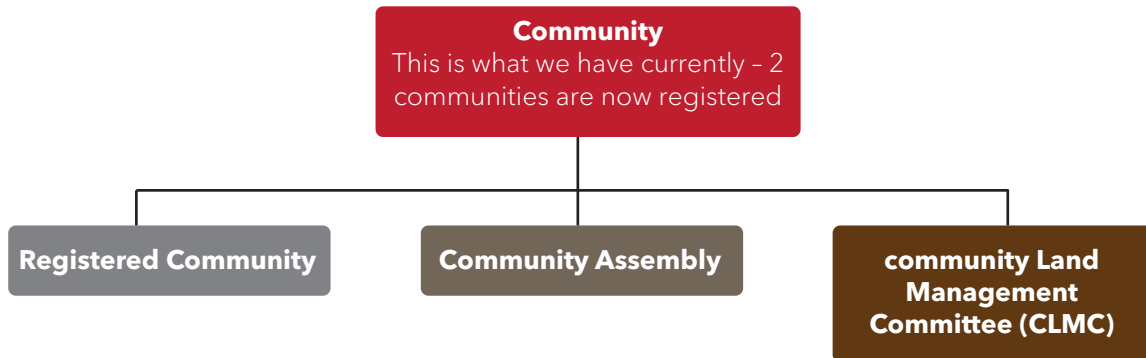 Community
This is what we have currently – 2
communities are now registered
Registered Community
Community Assembly
community Land
Management
Committee (CLMC)